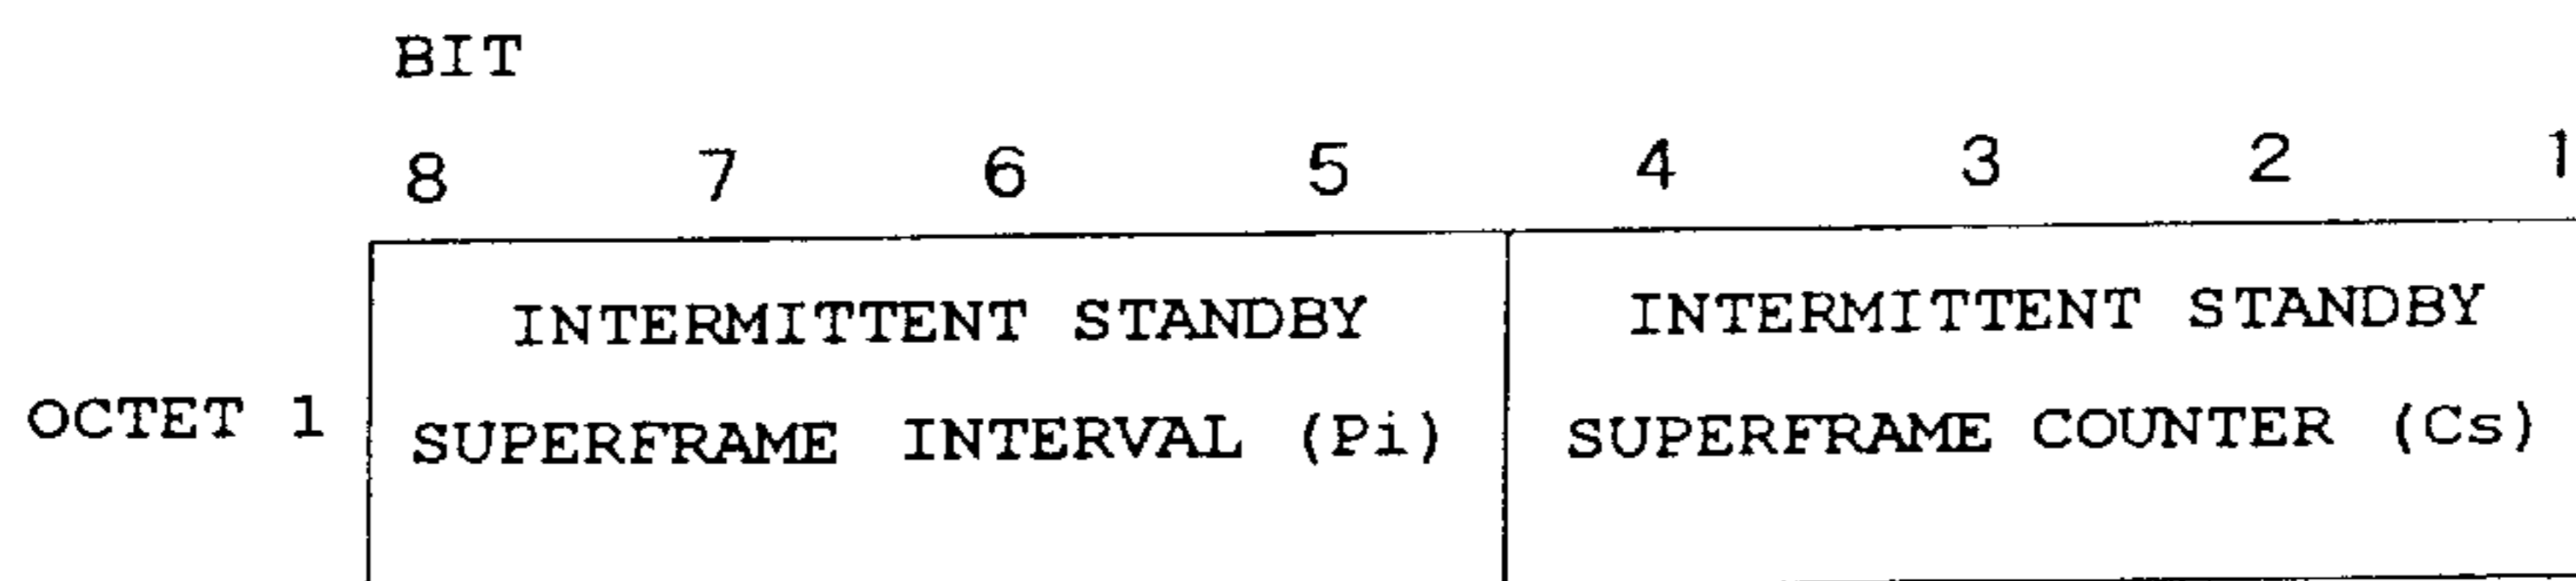 BIT
8 7 6 5 4 3 2 1
INTERMITTENT STANDBY INTERMITTENT STANDBY
OCTET 1 SUPERFRAME INTERVAL (Pi) SUPERFRAME COUNTER (Cs)